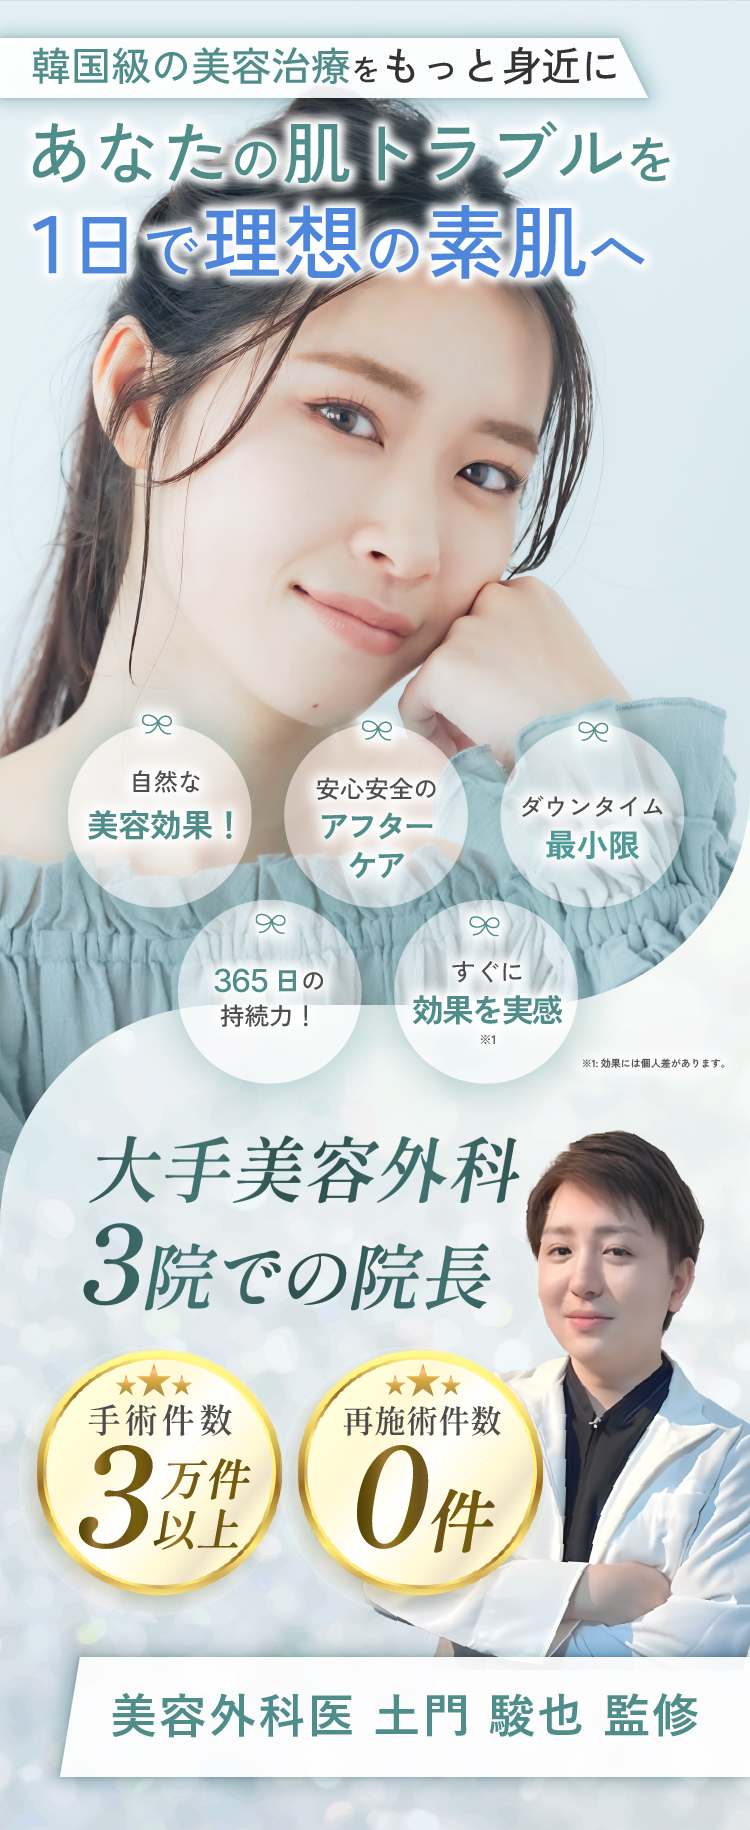 韓国級の美容治療をもっと身近に
あなたの肌トラブルを
1日で理想の素肌へ
自然な
美容効果！
安心安全の
アフター
ケア
ダウンタイム
最小限
365日の
持続力！
すぐに
効果を実感
※1
※1: 効果には個人差があります。
大手美容外科
3院での院長
手術件数
3万件
以上
再施術件数
0件
美容外科医 土門 駿也 監修